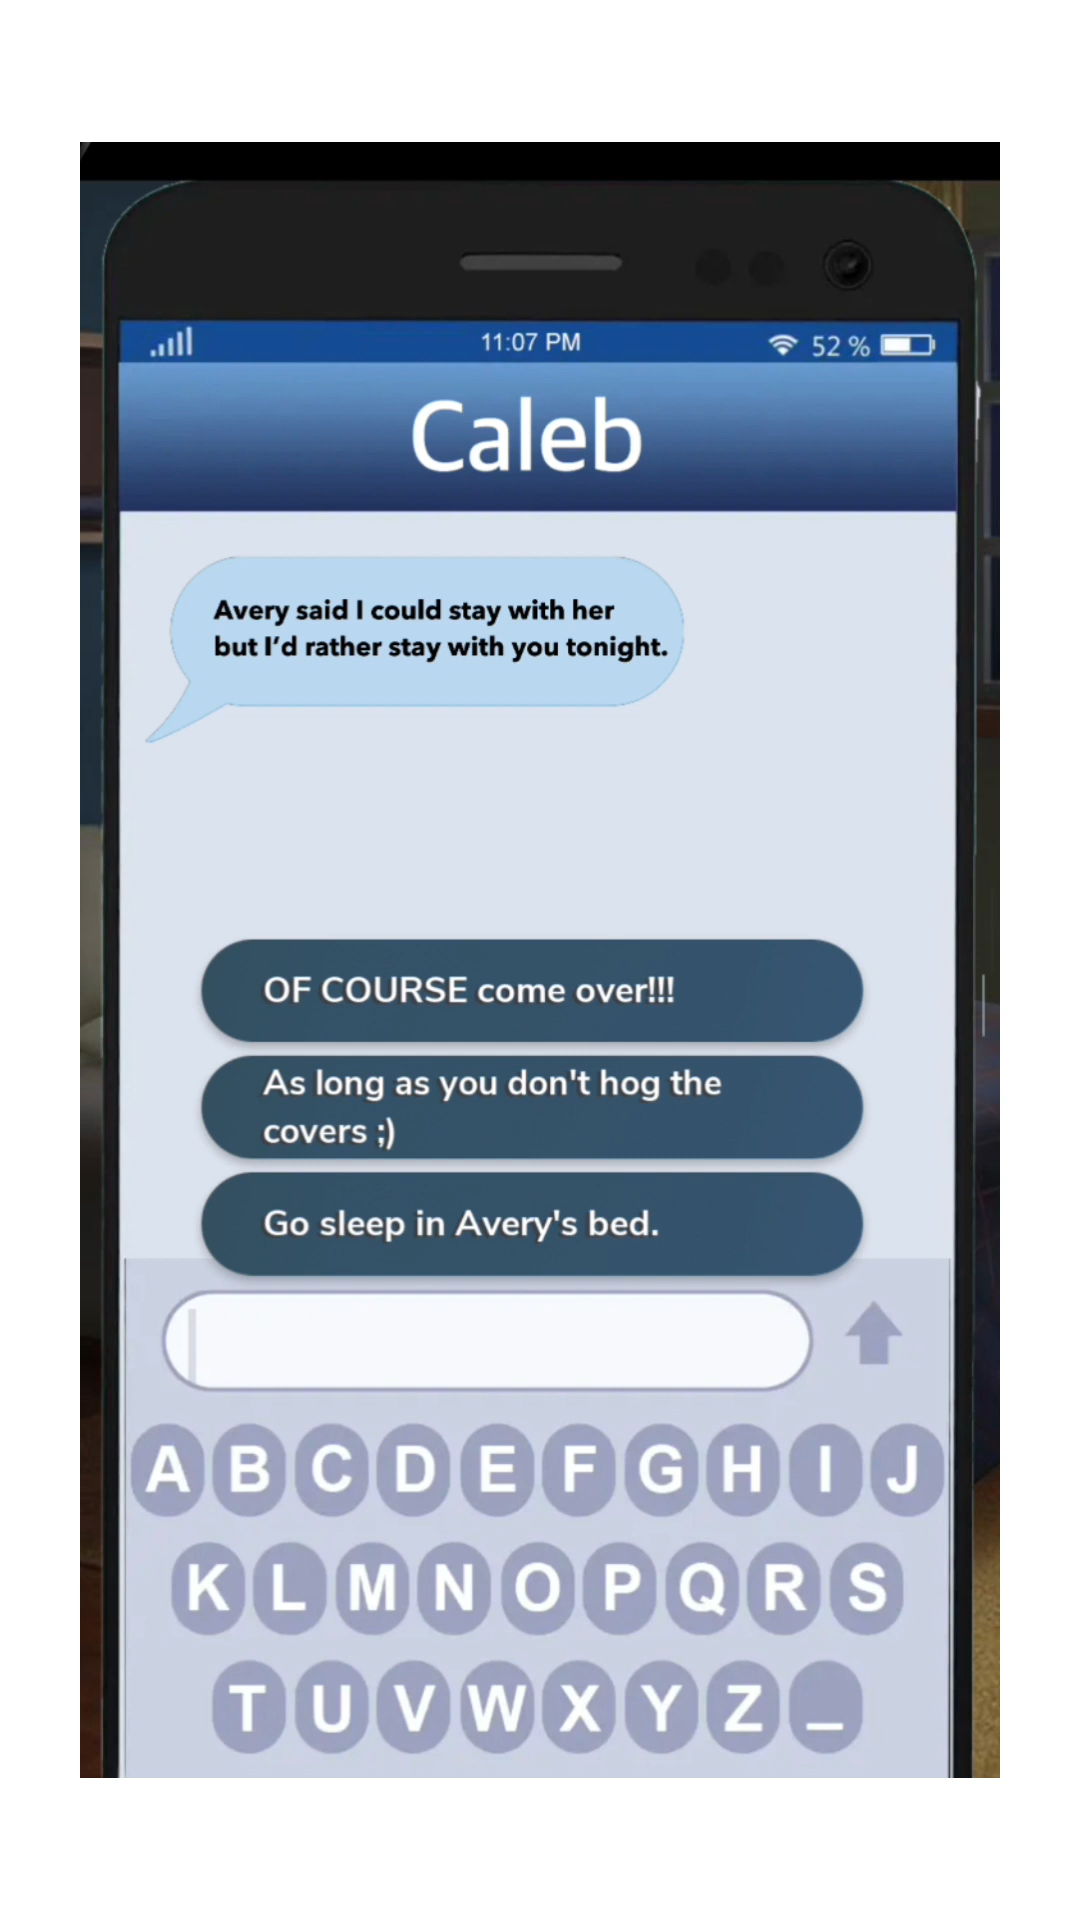 11:07 PM
52 %
Caleb
Avery said I could stay with her
but I’d rather stay with you tonight.
OF COURSE come over!!!
As long as you don't hog the
covers ;)
Go sleep in Avery's bed.
A B C D E F G H I J
K L M N O P Q R S
T U V W X Y Z _